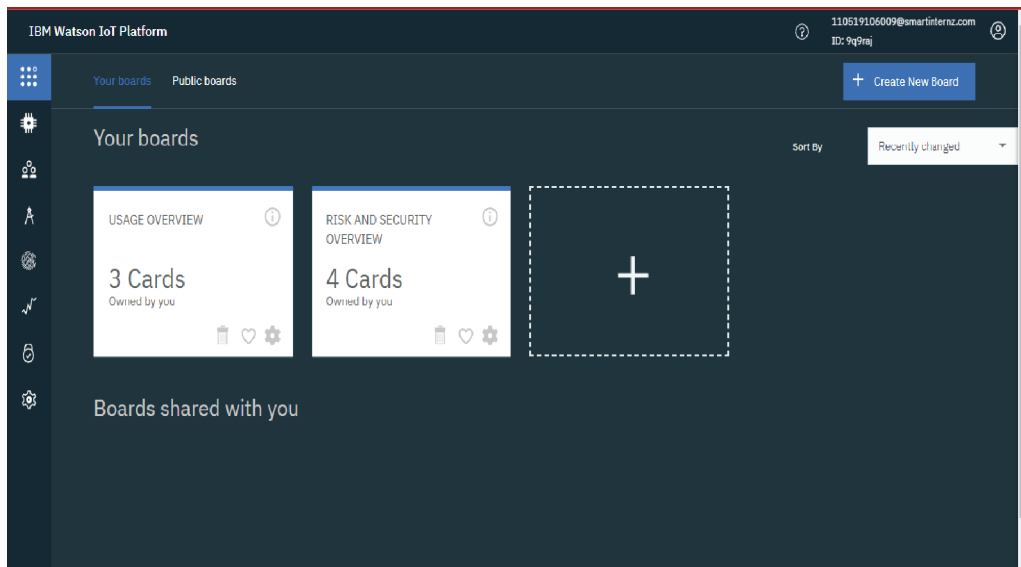 IBM Watson IoT Platform
110519106009@smartinternz.com
ID: 9q9raj
Your boards
Public boards
+ Create New Board
Your boards
Sort By
Recently changed
USAGE OVERVIEW
3 Cards
Owned by you
RISK AND SECURITY
OVERVIEW
4 Cards
Owned by you
Boards shared with you